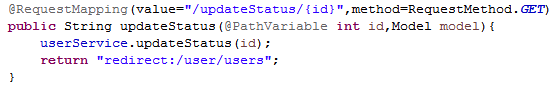 @RequestMapping(value="/updateStatus/{id}",method=RequestMethod.GET)
public String updateStatus(@PathVariable int id,Model model){
    userService.updateStatus(id);
    return "redirect:/user/users";
}